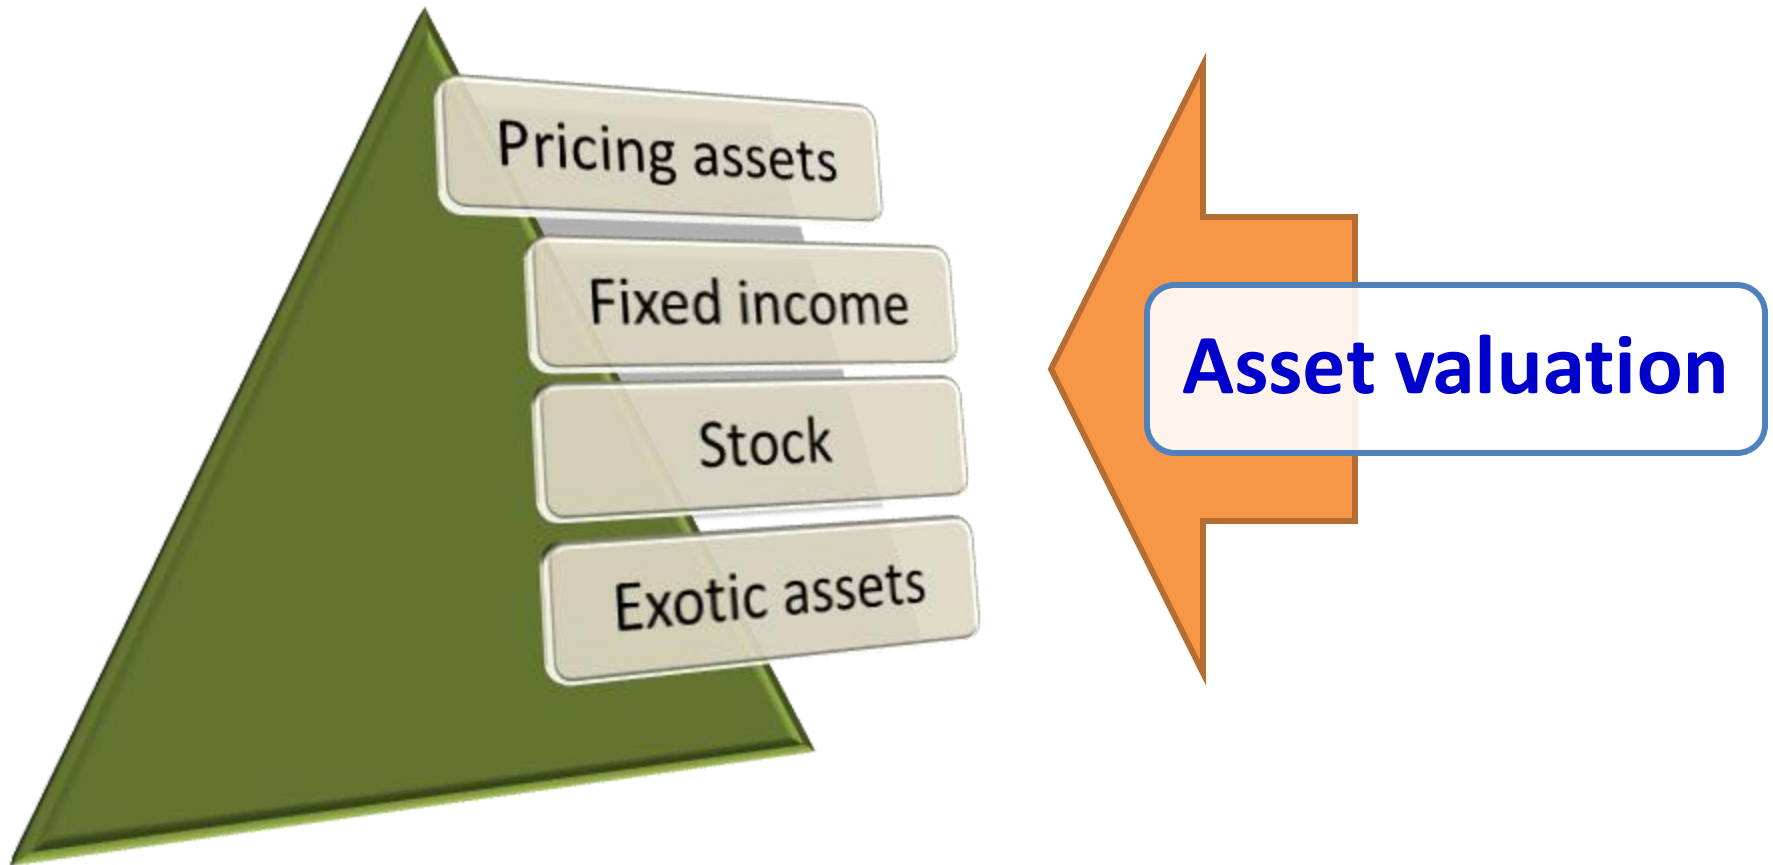 Pricing assets
Fixed income
Stock
Exotic assets
Asset valuation